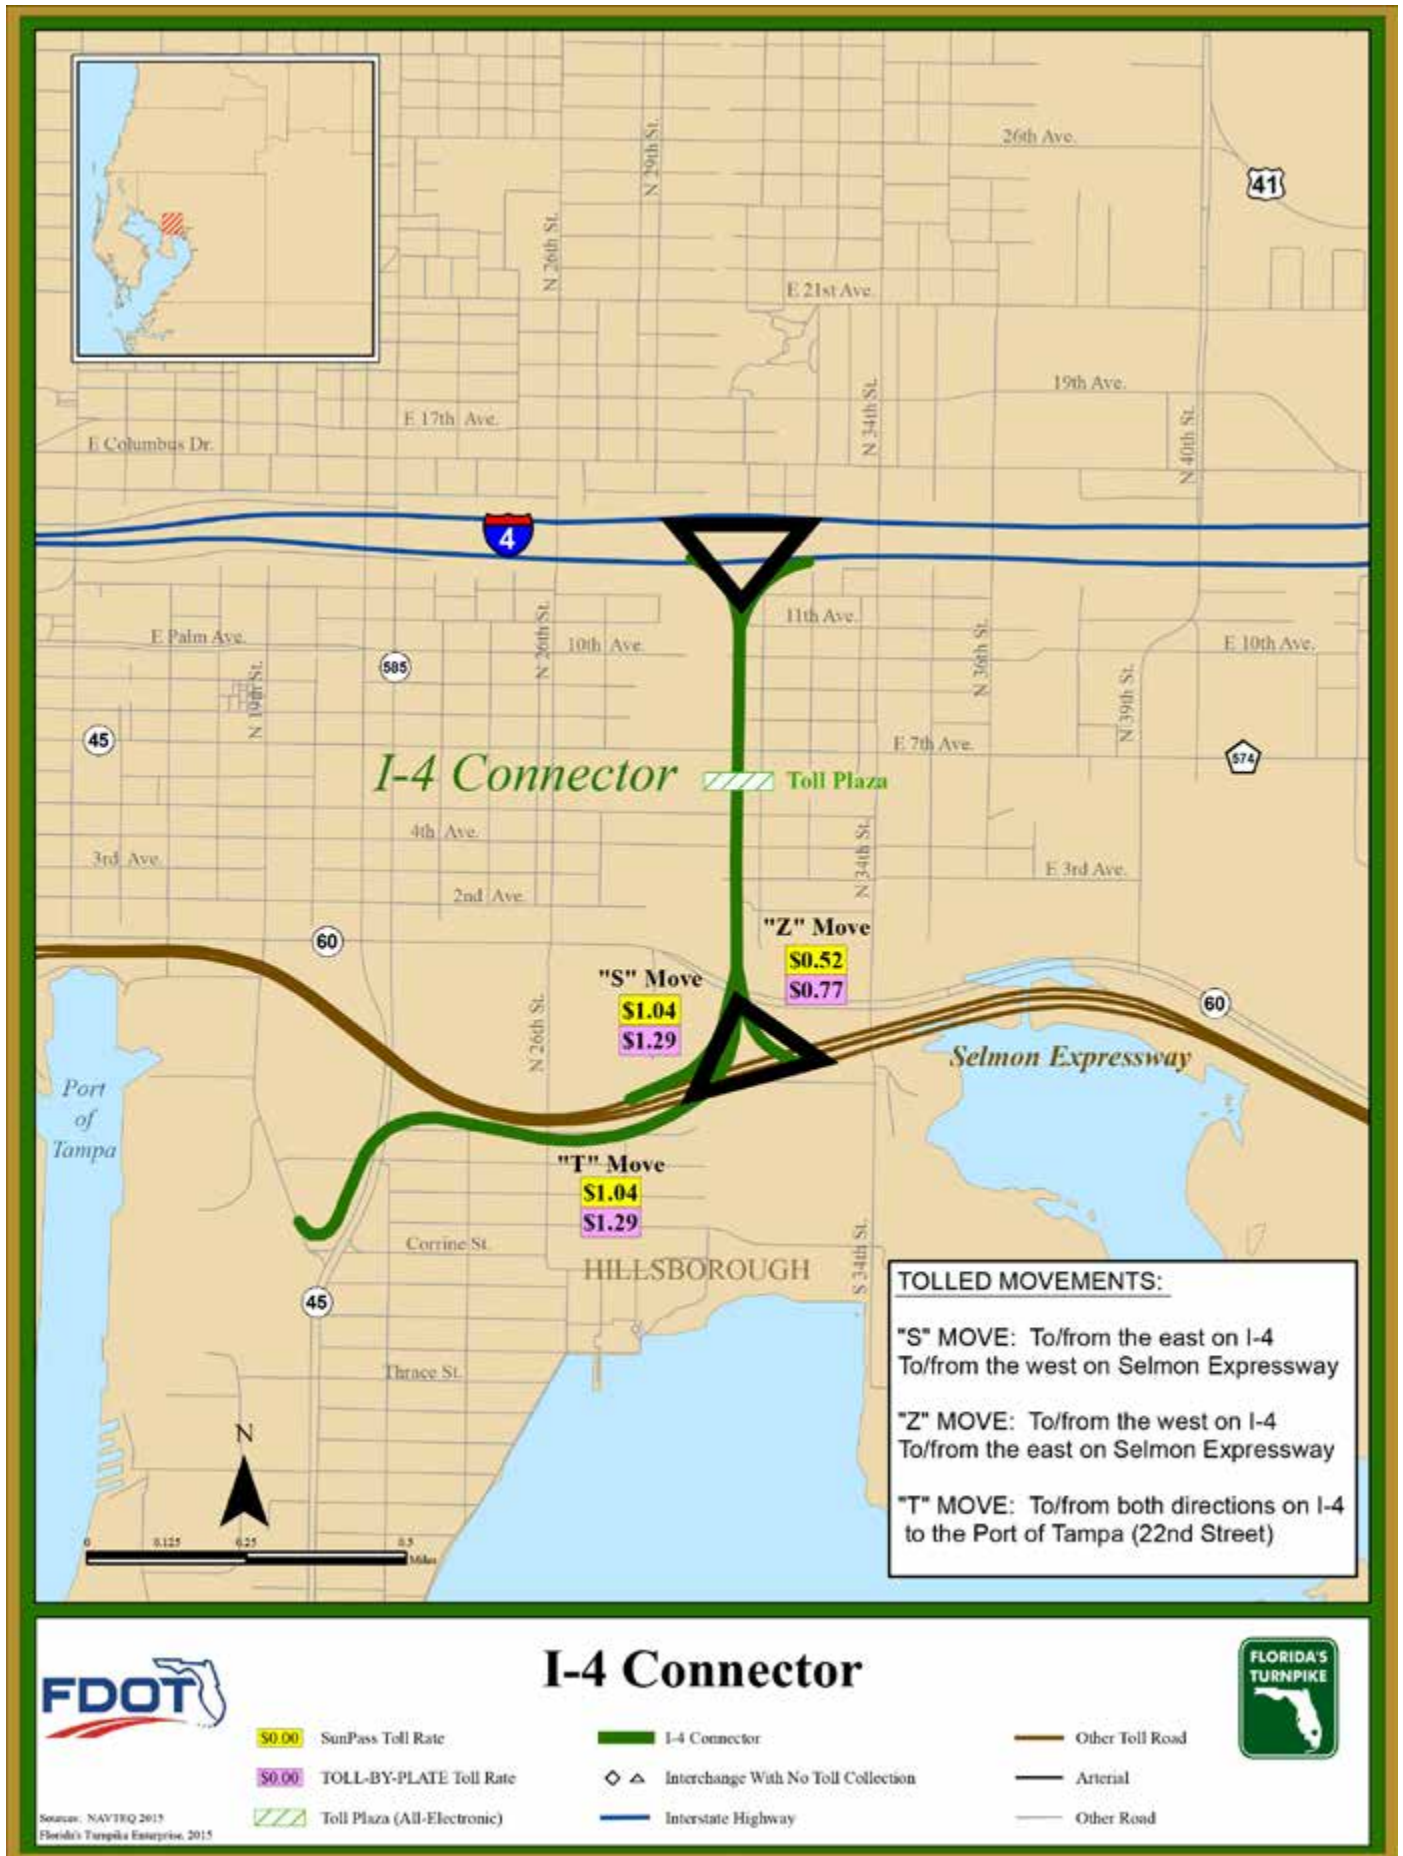 26th Ave.
N 29th St.
41
N 26th St.
E 21st Ave.
19th Ave.
N 34th St.
E 17th Ave.
N 40th St.
E Columbus Dr.
4
11th Ave.
N 26th St.
E Palm Ave.
10th Ave.
N 36th St.
E 10th Ave.
585
N 19th St.
N 39th St.
45
E 7th Ave.
574
I-4 Connector
Toll Plaza
4th Ave.
3rd Ave.
N 34th St.
E 3rd Ave.
2nd Ave.
"Z" Move
$0.52
$0.77
60
"S" Move
$1.04
$1.29
60
N 26th St.
Selmon Expressway
Port
of
Tampa
"T" Move
$1.04
$1.29
Corrine St.
HILLSBOROUGH
S 34th St.
45
Thrace St.
TOLLED MOVEMENTS:
"S" MOVE: To/from the east on I-4
To/from the west on Selmon Expressway
"Z" MOVE: To/from the west on I-4
To/from the east on Selmon Expressway
"T" MOVE: To/from both directions on I-4
to the Port of Tampa (22nd Street)
N
0 0.125 0.25 0.5
Miles
I-4 Connector
FDOT
FLORIDA'S
TURNPIKE
$0.00 SunPass Toll Rate
I-4 Connector
Other Toll Road
$0.00 TOLL-BY-PLATE Toll Rate
Interchange With No Toll Collection
Arterial
Toll Plaza (All-Electronic)
Interstate Highway
Other Road
Sources: NAVTEQ 2015
Florida's Turnpike Enterprise, 2015